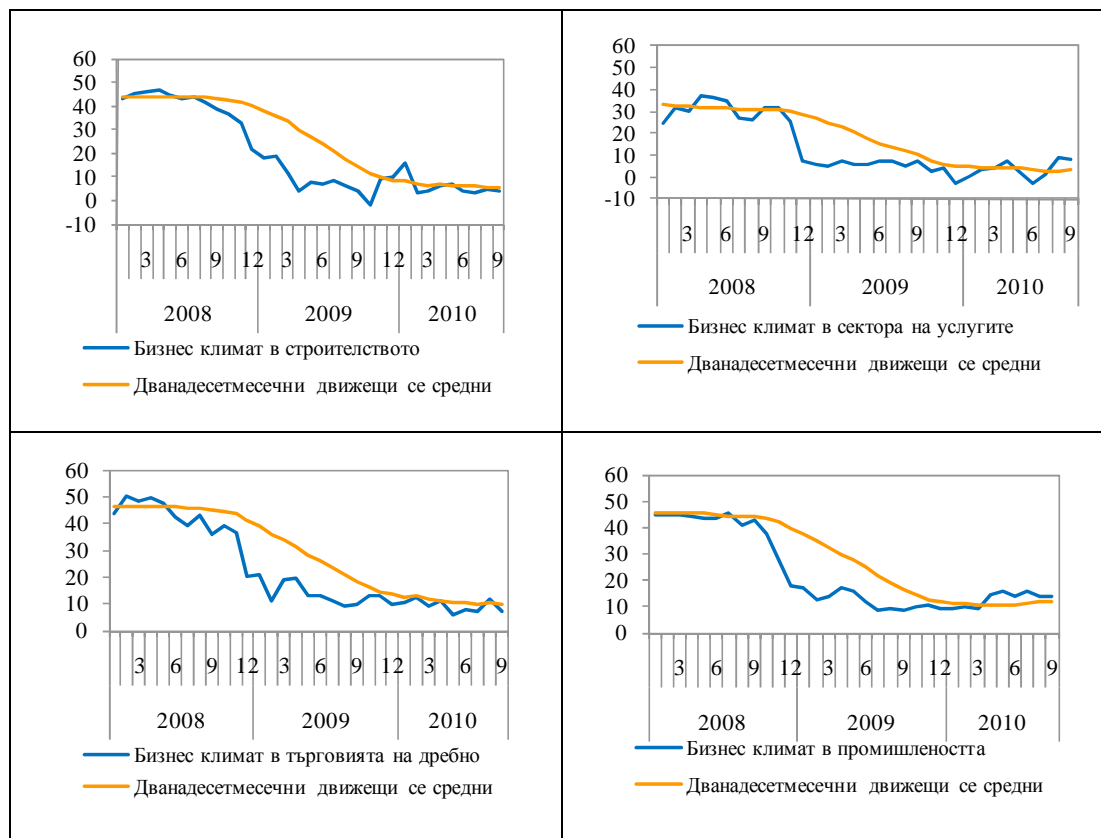 60
50
40
30
20
10
0
-10
3 6 9 12 3 6 9 12 3 6 9
2008 2009 2010
Бизнес климат в строителството
Дванадесетмесечни движещи се средни
60
50
40
30
20
10
0
-10
3 6 9 12 3 6 9 12 3 6 9
2008 2009 2010
Бизнес климат в сектора на услугите
Дванадесетмесечни движещи се средни
60
50
40
30
20
10
0
3 6 9 12 3 6 9 12 3 6 9
2008 2009 2010
Бизнес климат в търговията на дребно
Дванадесетмесечни движещи се средни
60
50
40
30
20
10
0
3 6 9 12 3 6 9 12 3 6 9
2008 2009 2010
Бизнес климат в промишлеността
Дванадесетмесечни движещи се средни